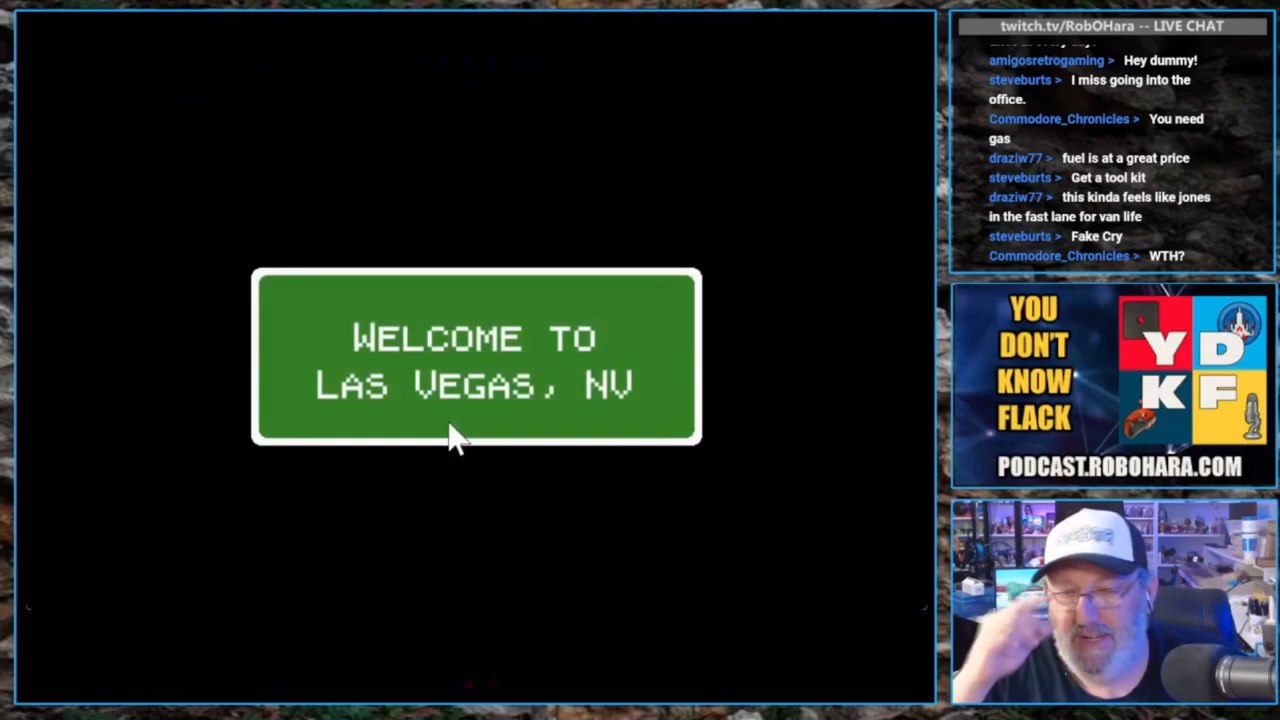 WELCOME TO
LAS VEGAS, NV
twitch.tv/RobOHara -- LIVE CHAT
amigosretrogaming > Hey dummy!
steveburts > I miss going into the
office.
Commodore_Chronicles > You need
gas
draziw77 > fuel is at a great price
steveburts > Get a tool kit
draziw77 > this kinda feels like jones
in the fast lane for van life
steveburts > Fake Cry
Commodore_Chronicles > WTH?
YOU
DON'T
KNOW
FLACK
Y D
K F
PODCAST.ROBOHARA.COM